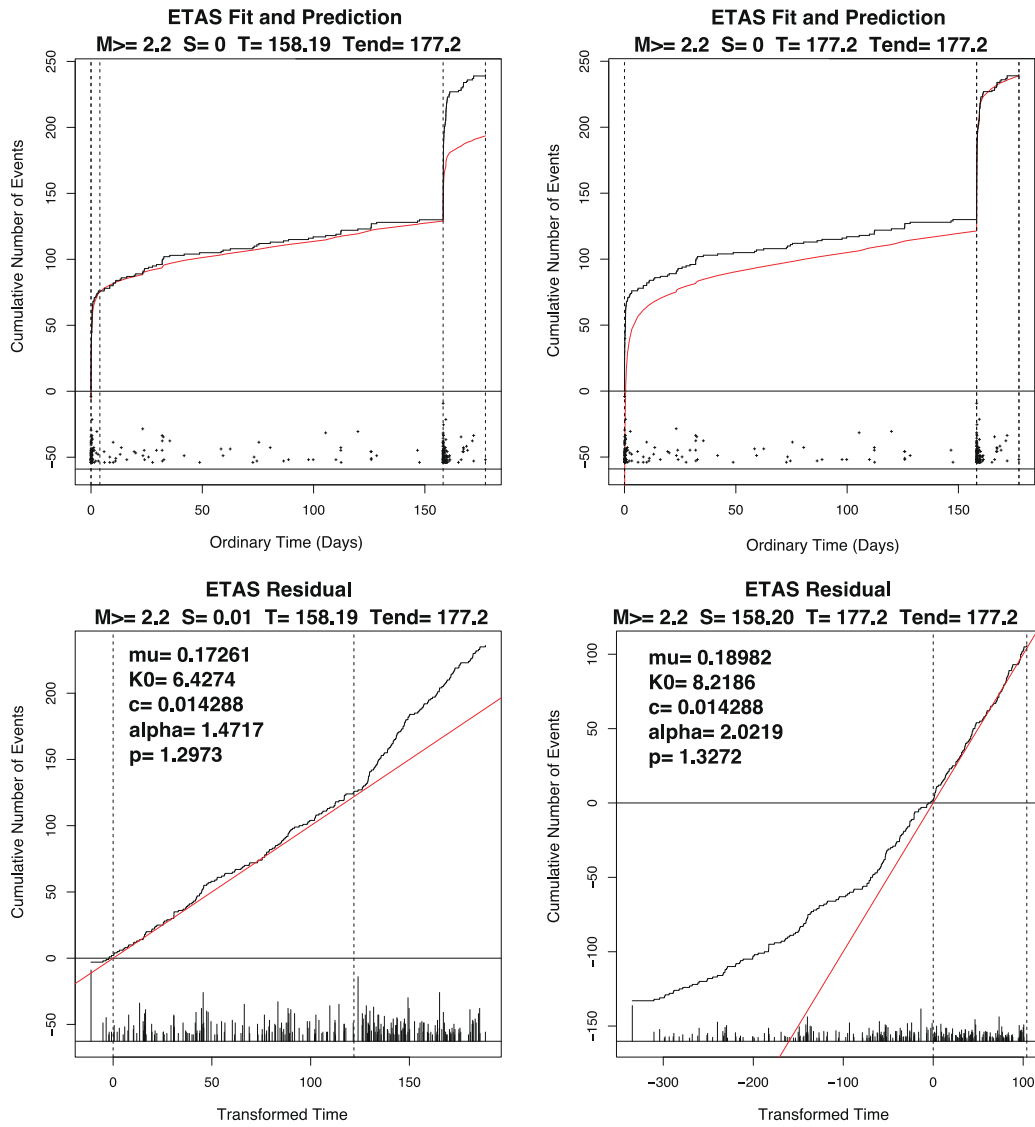 ETAS Fit and Prediction
M>= 2.2 S= 0 T= 158.19 Tend= 177.2
Cumulative Number of Events
250
200
150
100
50
0
−50
0
50
100
150
Ordinary Time (Days)
ETAS Fit and Prediction
M>= 2.2 S= 0 T= 177.2 Tend= 177.2
Cumulative Number of Events
250
200
150
100
50
0
−50
0
50
100
150
Ordinary Time (Days)
ETAS Residual
M>= 2.2 S= 0.01 T= 158.19 Tend= 177.2
mu= 0.17261
K0= 6.4274
c= 0.014288
alpha= 1.4717
p= 1.2973
Cumulative Number of Events
200
150
100
50
0
−50
0
50
100
150
Transformed Time
ETAS Residual
M>= 2.2 S= 158.20 T= 177.2 Tend= 177.2
mu= 0.18982
K0= 8.2186
c= 0.014288
alpha= 2.0219
p= 1.3272
Cumulative Number of Events
100
50
0
−50
−100
−150
−300
−200
−100
0
100
Transformed Time